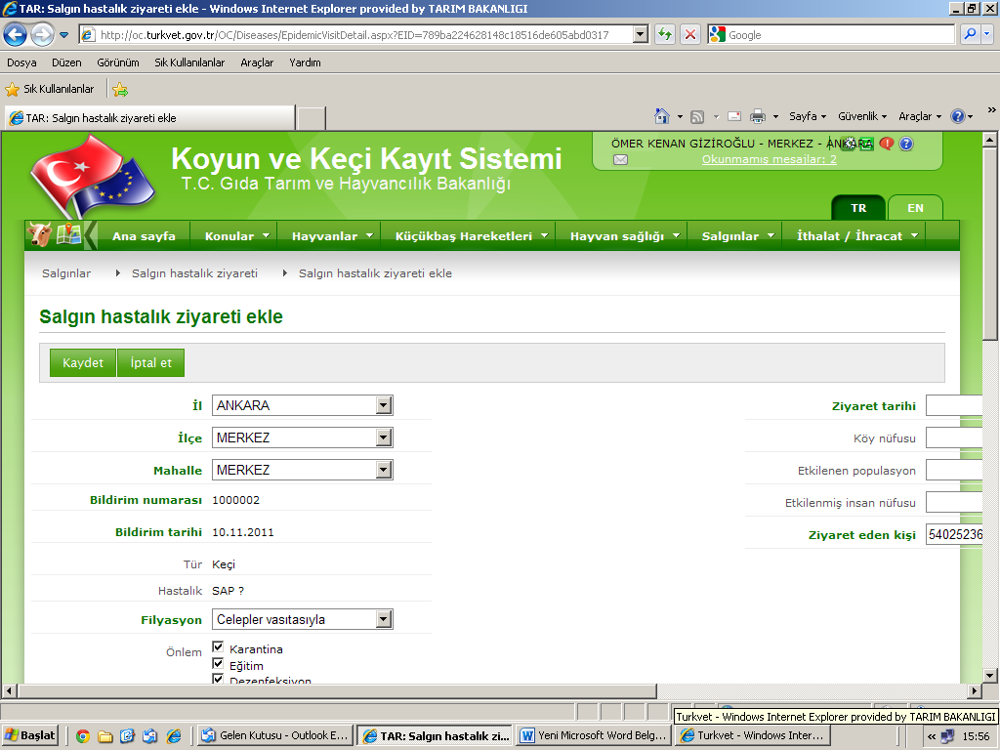 TAR: Salgın hastalık ziyareti ekle - Windows Internet Explorer provided by TARIM BAKANLIGI
http://oc.turkvet.gov.tr/OC/Diseases/EpidemicVisitDetail.aspx?EID=789ba224628148c18516de605abd0317
Google
Dosya Düzen Görünüm Sık Kullanılanlar Araçlar Yardım
Sık Kullanılanlar
TAR: Salgın hastalık ziyareti ekle
Sayfa Güvenlik Araçlar »
Koyun ve Keçi Kayıt Sistemi
T.C. Gıda Tarım ve Hayvancılık Bakanlığı
ÖMER KENAN GİZİROĞLU - MERKEZ - ANKARA
Okunmamış mesajlar: 2
TR EN
Ana sayfa Konular Hayvanlar Küçükbaş Hareketleri Hayvan sağlığı Salgınlar İthalat / İhracat
Salgınlar Salgın hastalık ziyareti Salgın hastalık ziyareti ekle
Salgın hastalık ziyareti ekle
Kaydet İptal et
İl ANKARA Ziyaret tarihi
İlçe MERKEZ Köy nüfusu
Mahalle MERKEZ Etkilenen populasyon
Bildirim numarası 1000002 Etkilenmiş insan nüfusu
Bildirim tarihi 10.11.2011 Ziyaret eden kişi 54025236
Tür Keçi
Hastalık SAP ?
Filyasyon Celepler vasıtasıyla
Önlem Karantina
Eğitim
Dezenfeksiyon
Turkvet - Windows Internet Explorer provided by TARIM BAKANLIGI
Başlat Gelen Kutusu - Outlook E... TAR: Salgın hastalık zi... Yeni Microsoft Word Belg... Turkvet - Windows Inter... « 15:56